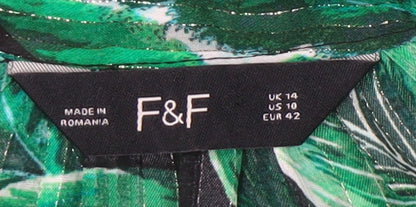 MADE IN
ROMANIA
F&F
UK 14
US 10
EUR 42